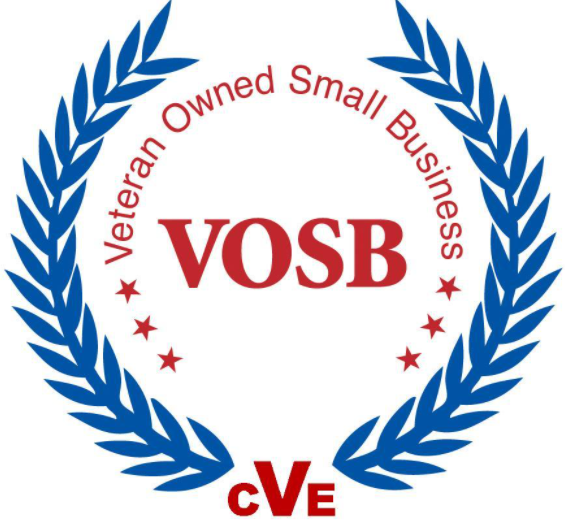 Veteran Owned Small Business
VOSB
CVE